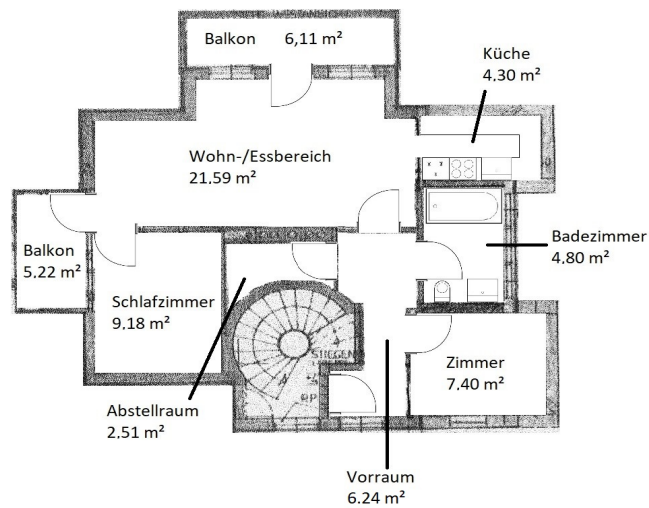 Balkon 6,11 m²
Küche
4.30 m²
Wohn-/Essbereich
21,59 m²
Badezimmer
4,80 m²
Balkon
5,22 m²
Schlafzimmer
9,18 m²
STIEGEN
Zimmer
7.40 m²
Abstellraum
2,51 m²
Vorraum
6.24 m²